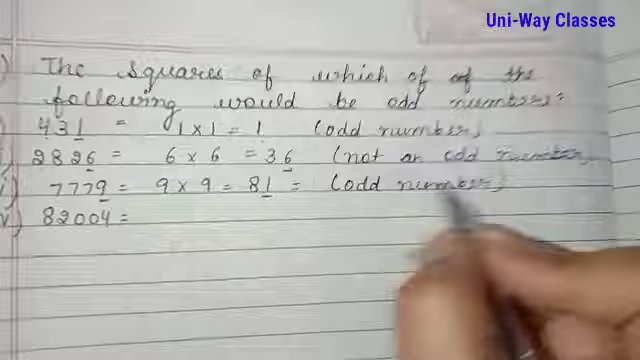 Uni-Way Classes
) The squares of which of of the
following would be odd numbers?
431 = 1 x 1 = 1 (odd number)
) 2826 = 6 x 6 = 36 (not an odd number)
) 7779 = 9 x 9 = 81 = (odd number)
v) 82004 =